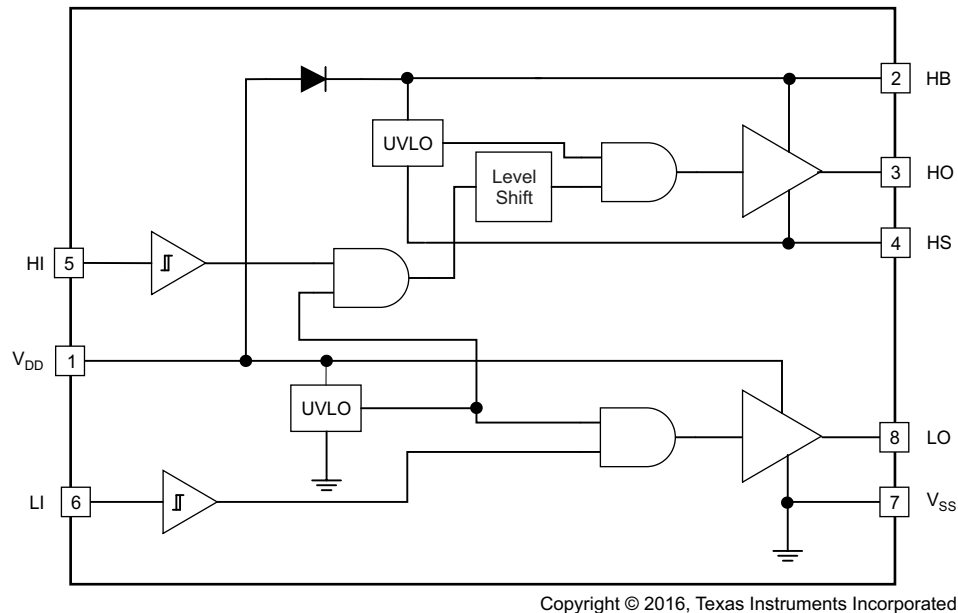 2 HB
UVLO
Level
Shift
3 HO
4 HS
HI 5
VDD 1
UVLO
8 LO
LI 6
7 VSS
Copyright © 2016, Texas Instruments Incorporated